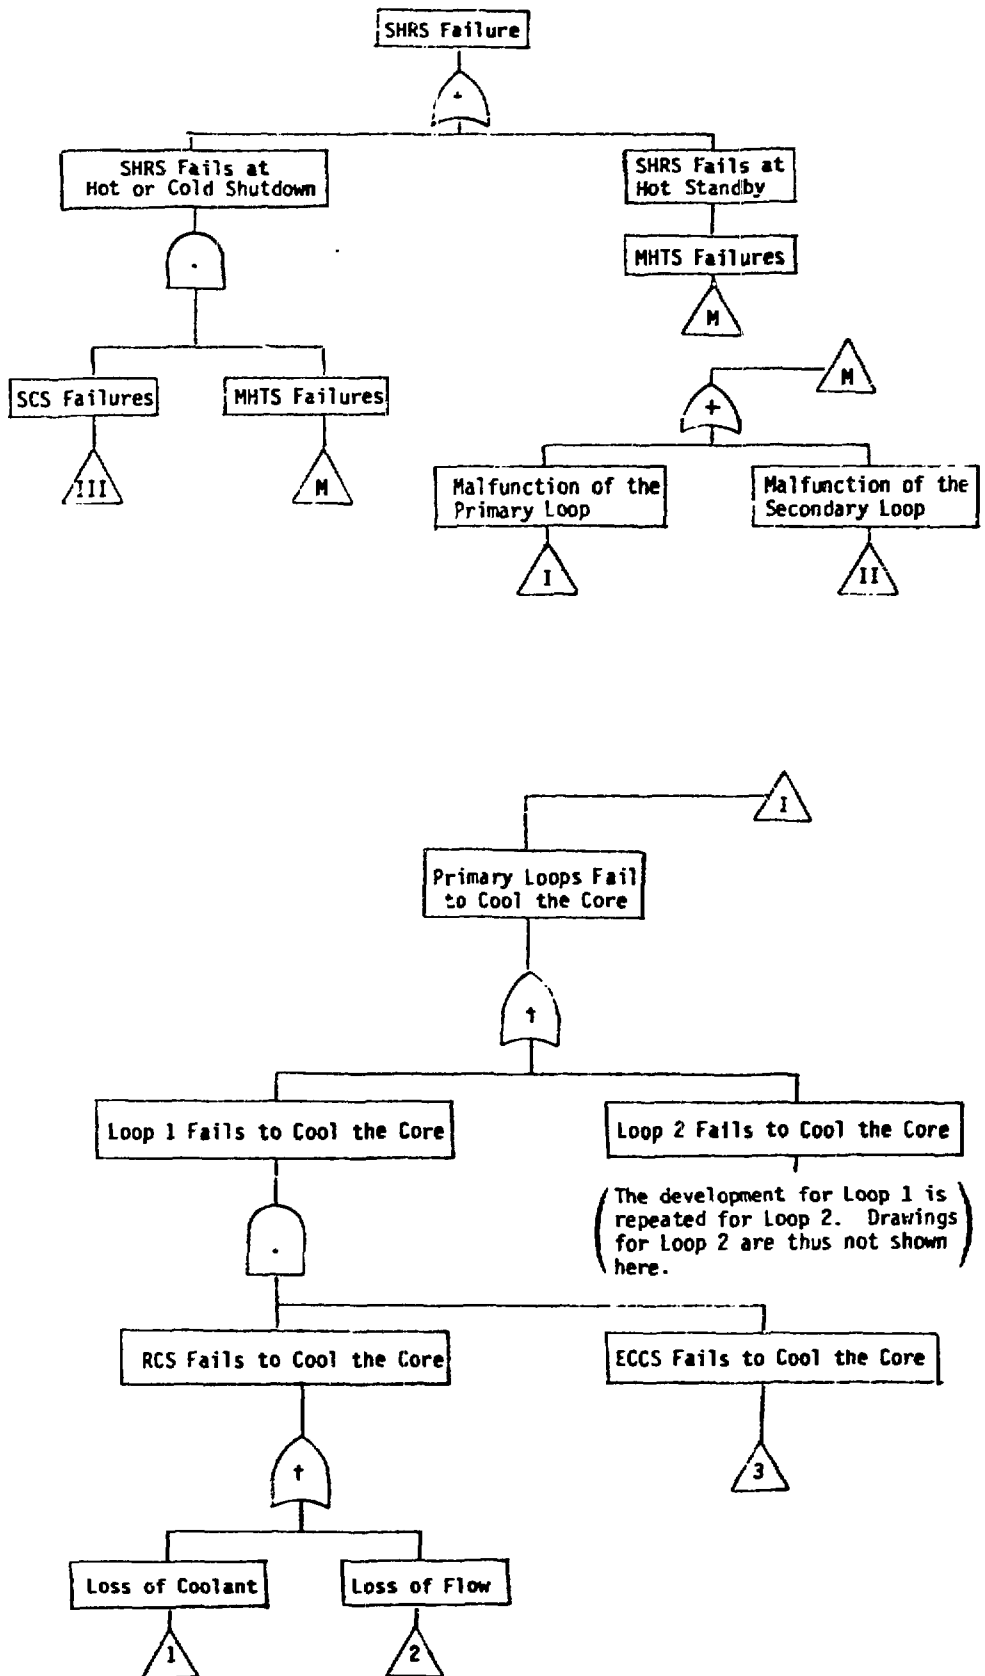 SHRS Failure
+
SHRS Fails at
Hot or Cold Shutdown
SHRS Fails at
Hot Standby
.
MHTS Failures
M
SCS Failures
MHTS Failures
III
M
M
+
Malfunction of the
Primary Loop
Malfunction of the
Secondary Loop
I
II
I
Primary Loops Fail
to Cool the Core
+
Loop 1 Fails to Cool the Core
Loop 2 Fails to Cool the Core
(The development for Loop 1 is
repeated for Loop 2. Drawings
for Loop 2 are thus not shown
here.)
.
RCS Fails to Cool the Core
ECCS Fails to Cool the Core
+
3
Loss of Coolant
Loss of Flow
1
2